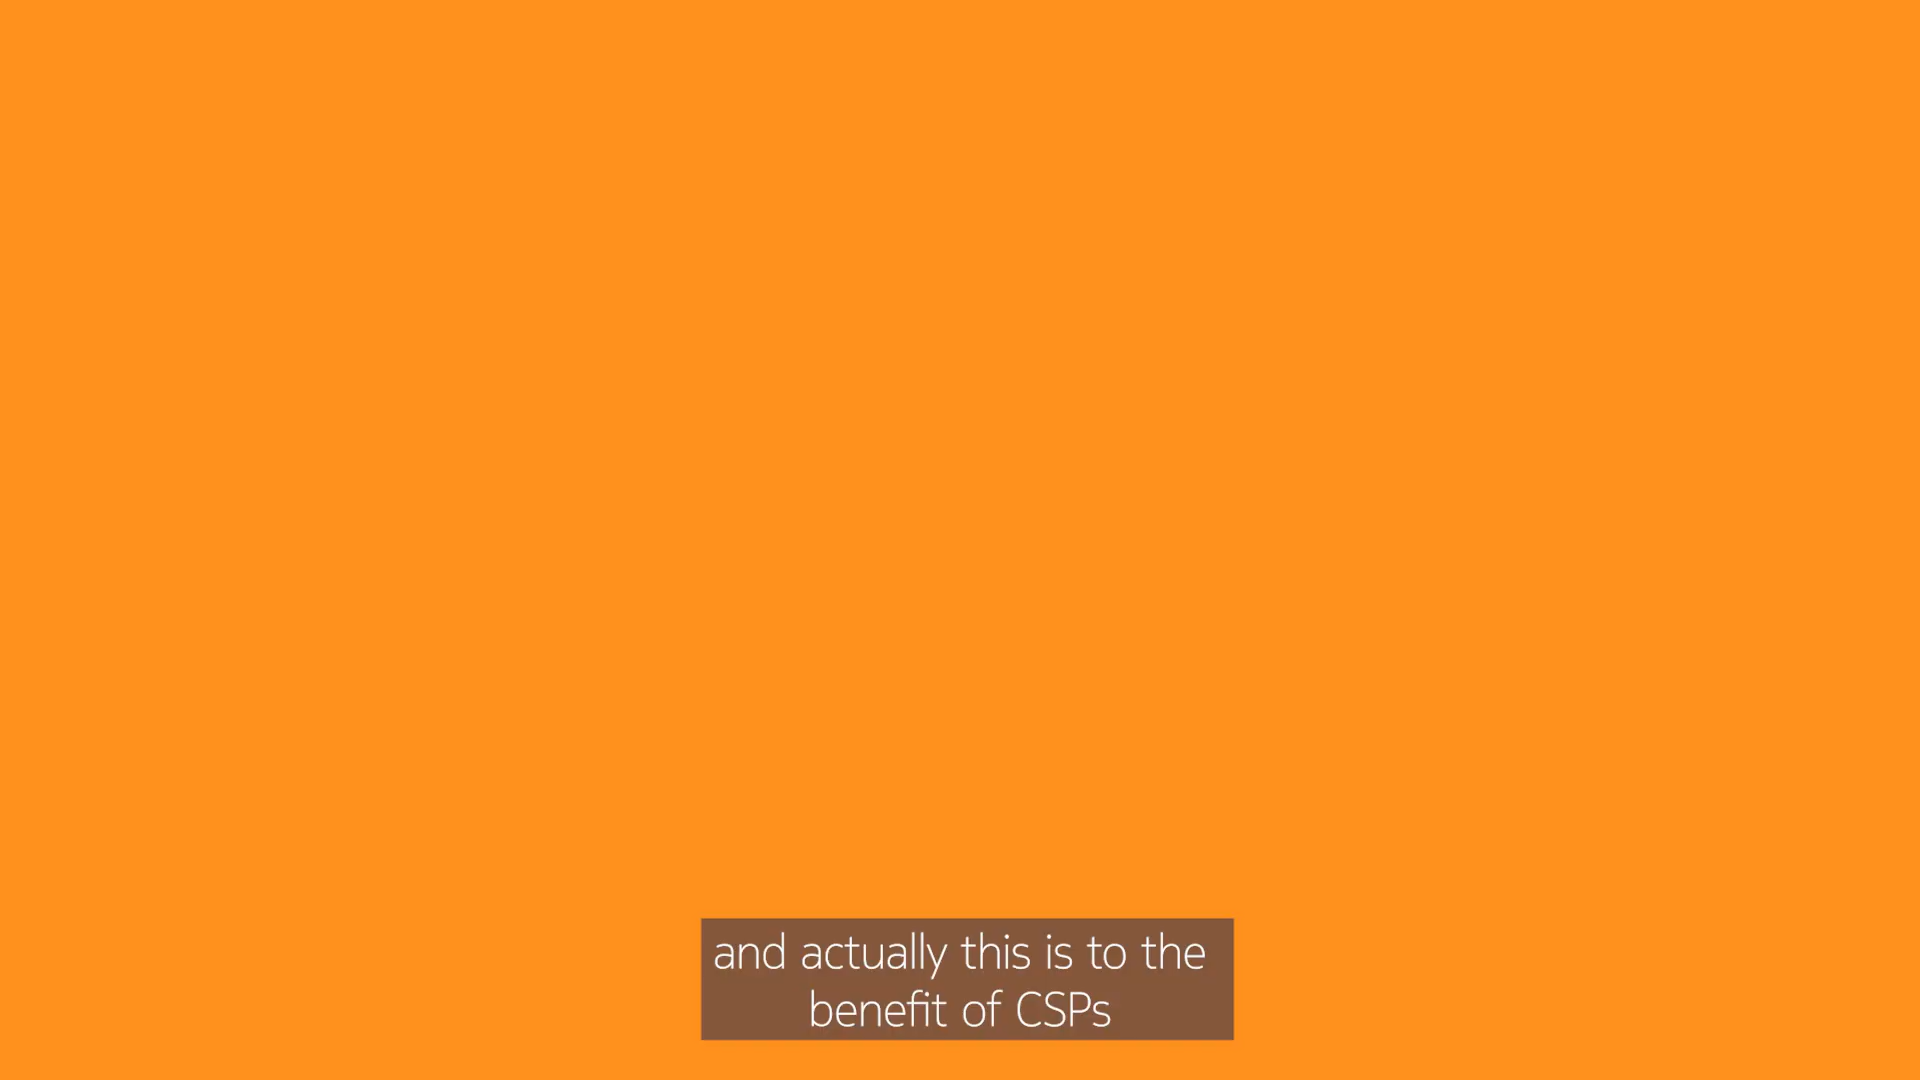 and actually this is to the
benefit of CSPs